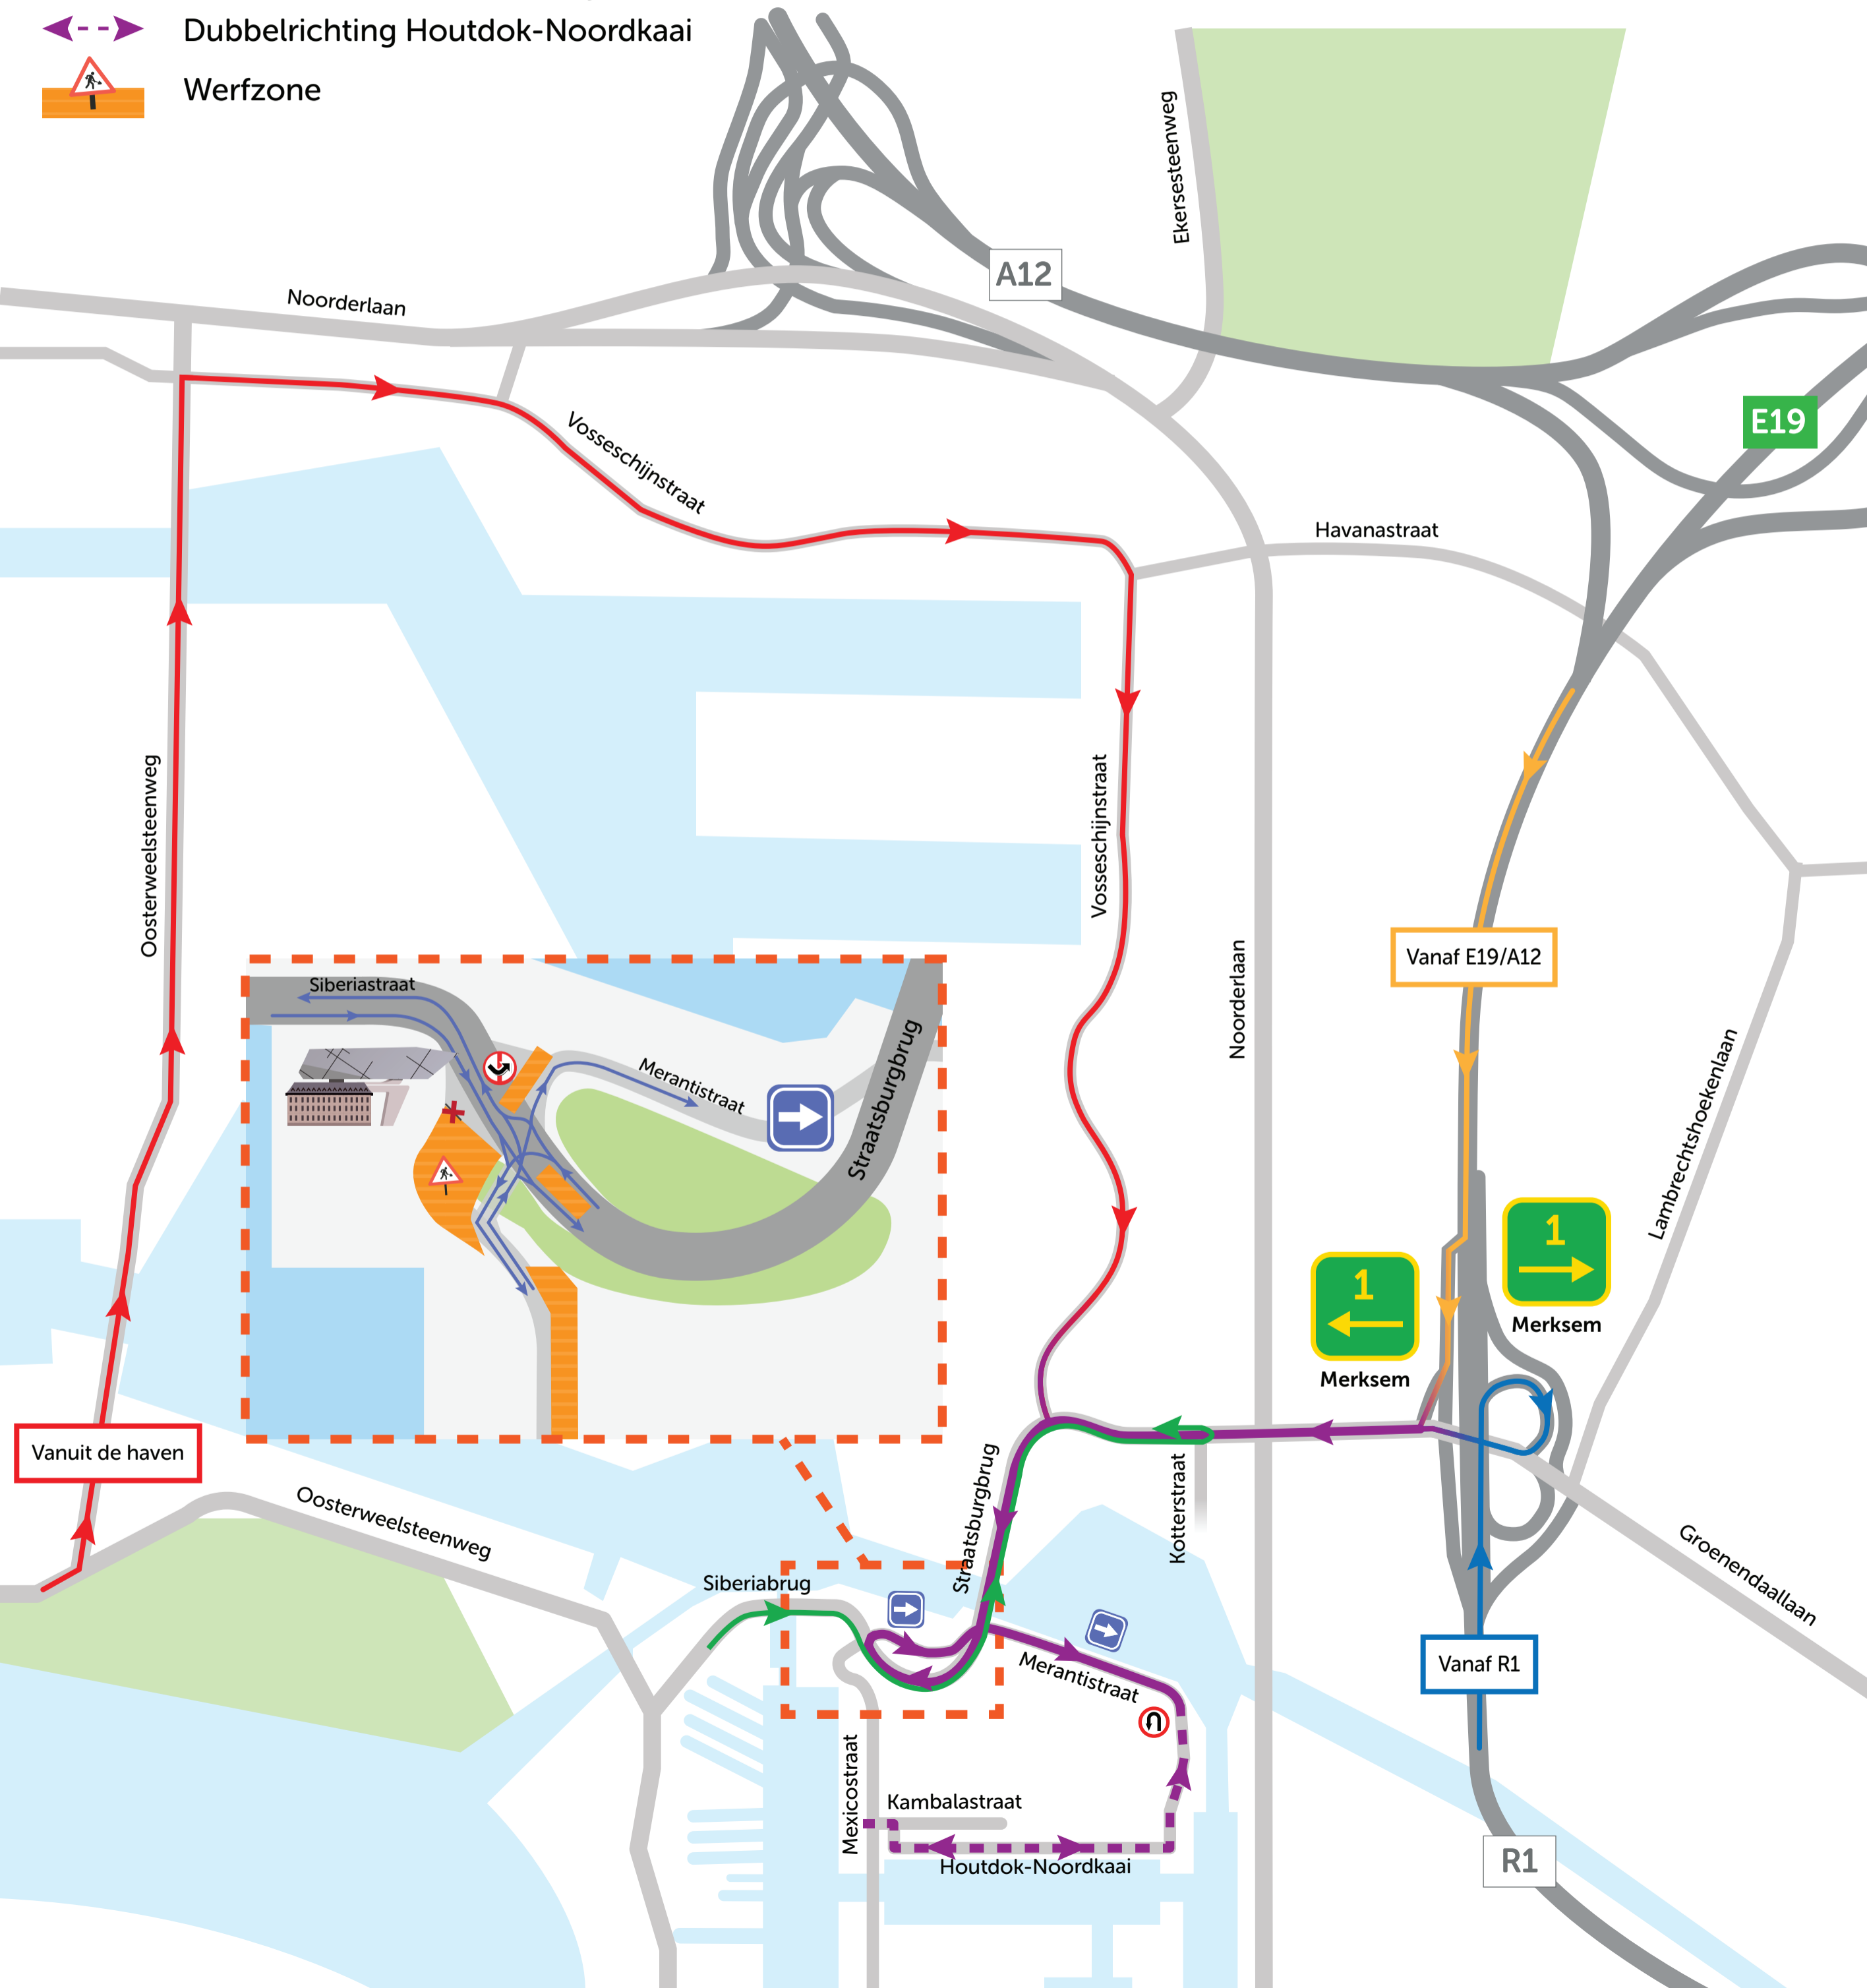 Dubbelrichting Houtdok-Noordkaai
Werfzone
Ekersesteenweg
A12
Noorderlaan
E19
Vosseschijnstraat
Havanastraat
Oosterweelsteenweg
Vosseschijnstraat
Noorderlaan
Vanaf E19/A12
Siberiastraat
Merantistraat
Straatsburgbrug
Lambrechtshoekenlaan
1
Merksem
1
Merksem
Vanuit de haven
Oosterweelsteenweg
Straatsburgbrug
Kotterstraat
Groenendaallaan
Siberiabrug
Merantistraat
Vanaf R1
Mexicostraat
Kambalastraat
Houtdok-Noordkaai
R1